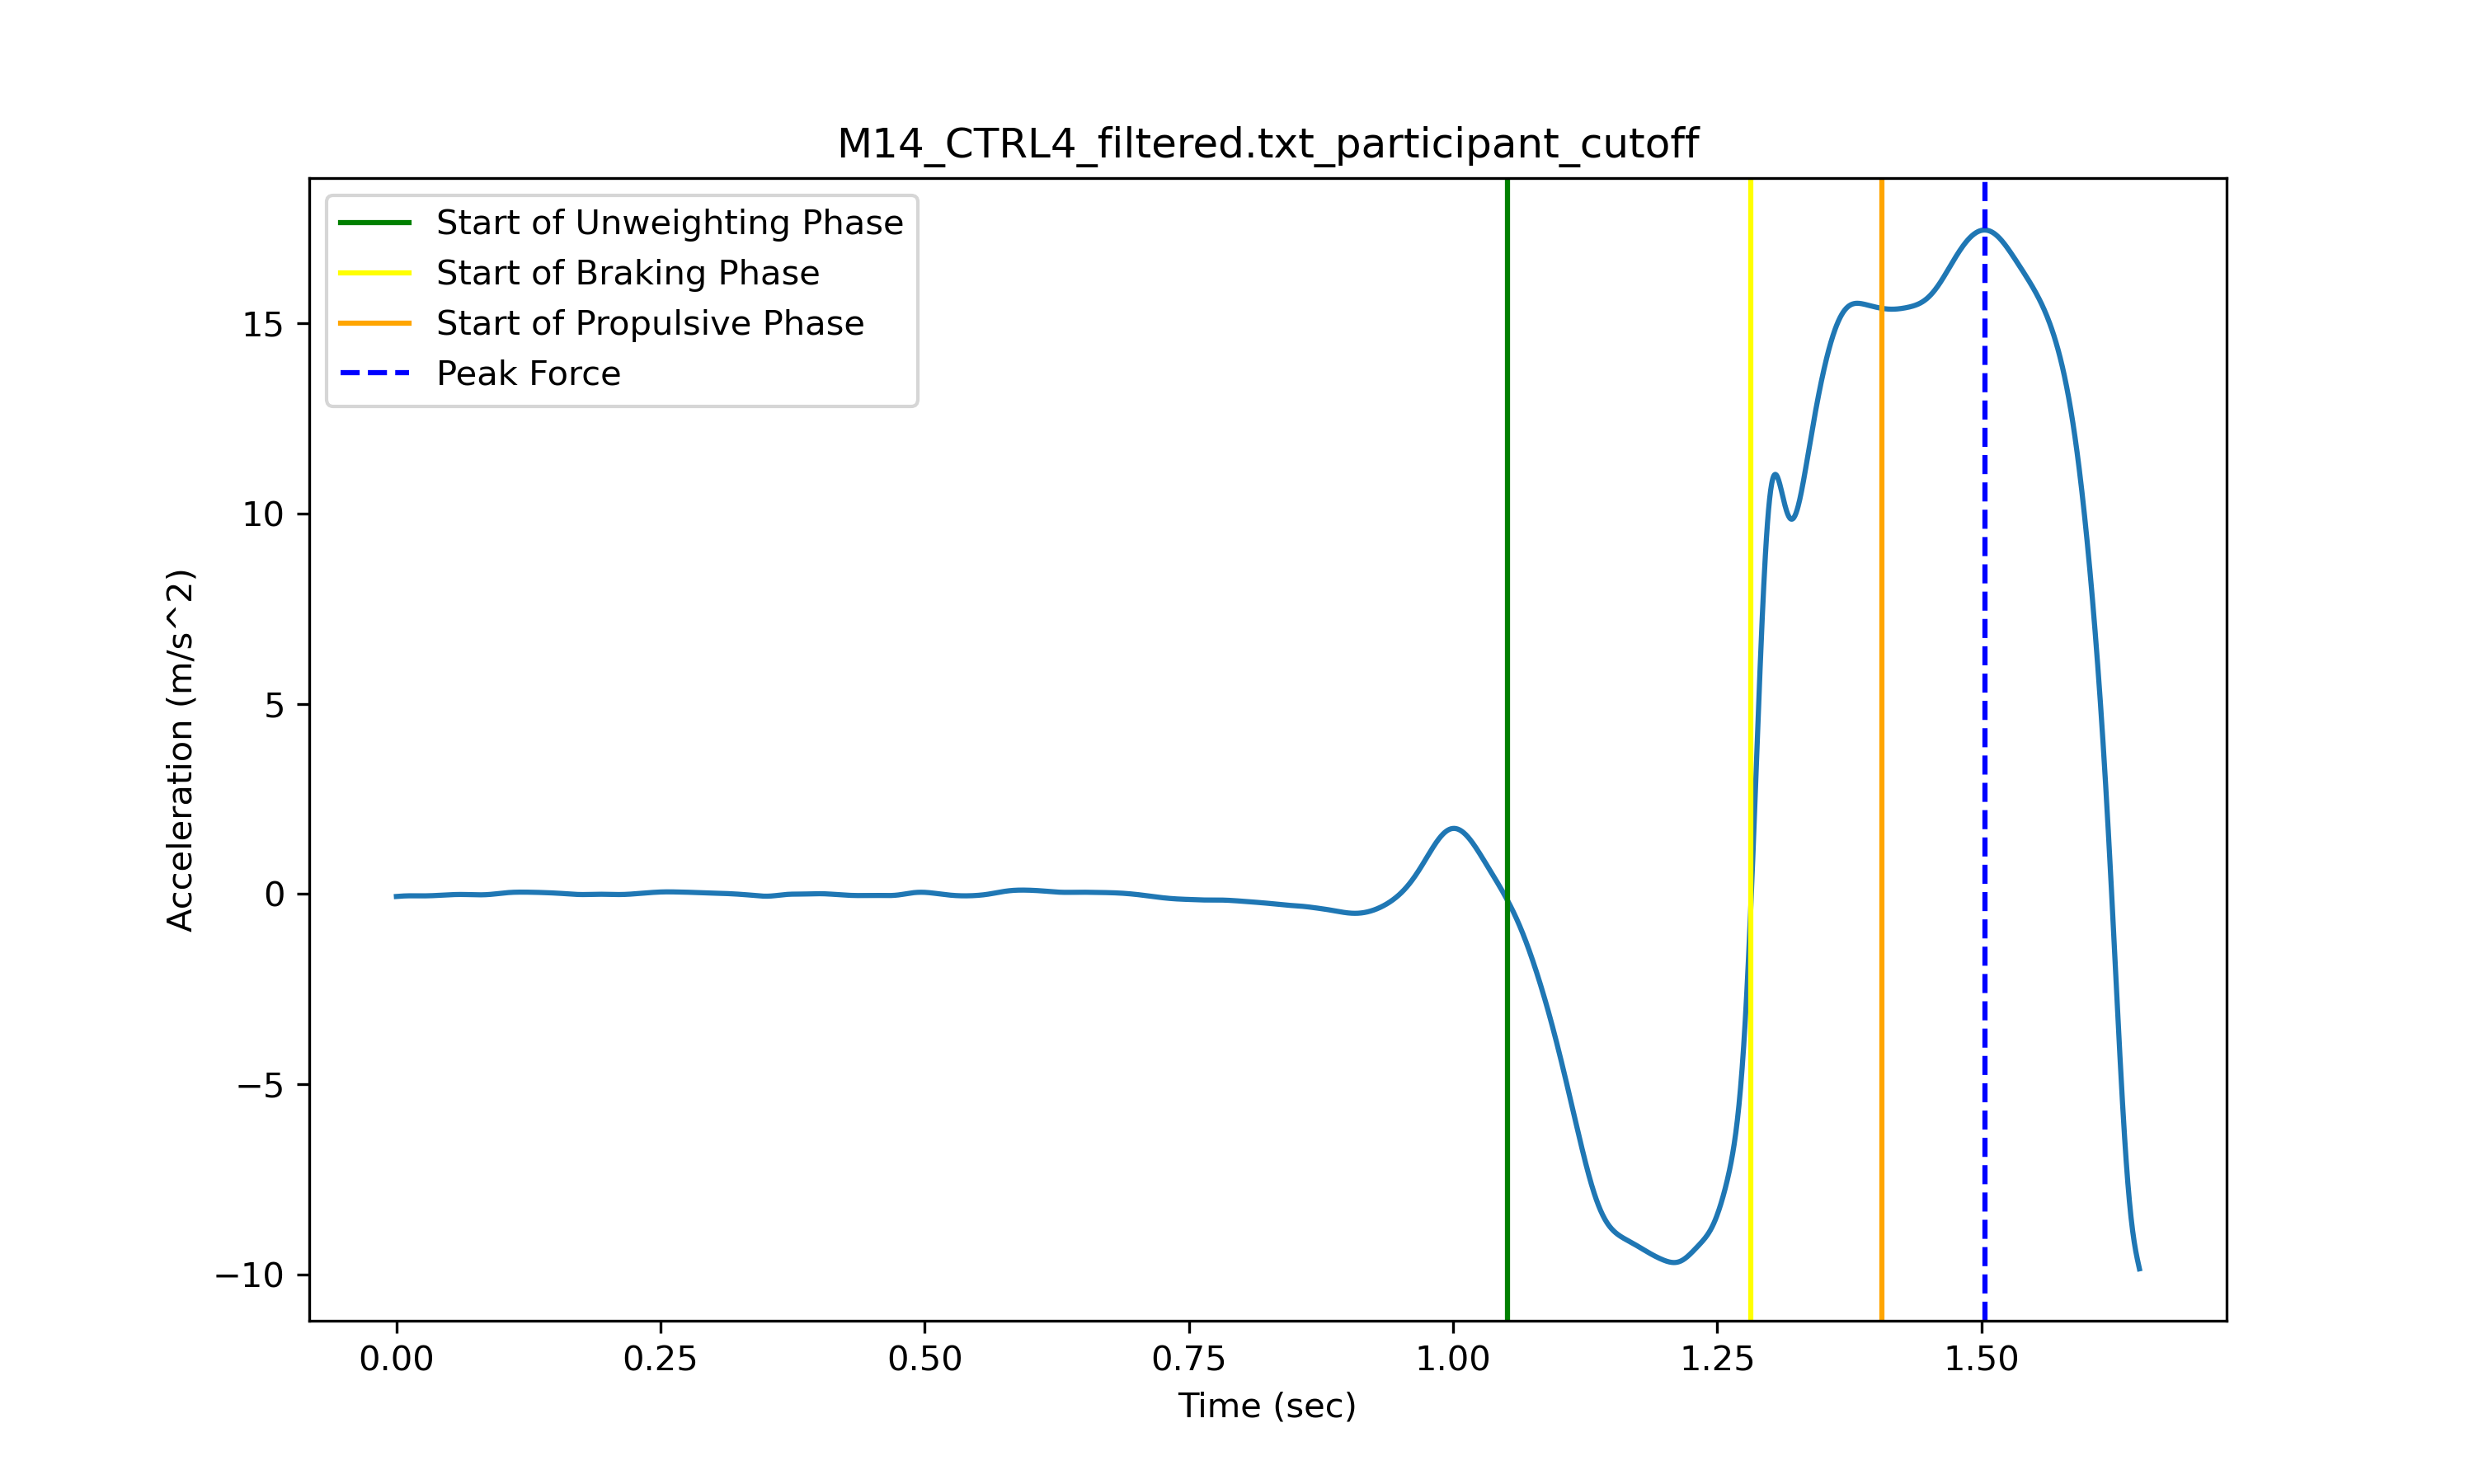 M14_CTRL4_filtered.txt_participant_cutoff
Start of Unweighting Phase
Start of Braking Phase
Start of Propulsive Phase
Peak Force
15
10
5
0
−5
−10
Acceleration (m/s^2)
0.00 0.25 0.50 0.75 1.00 1.25 1.50
Time (sec)